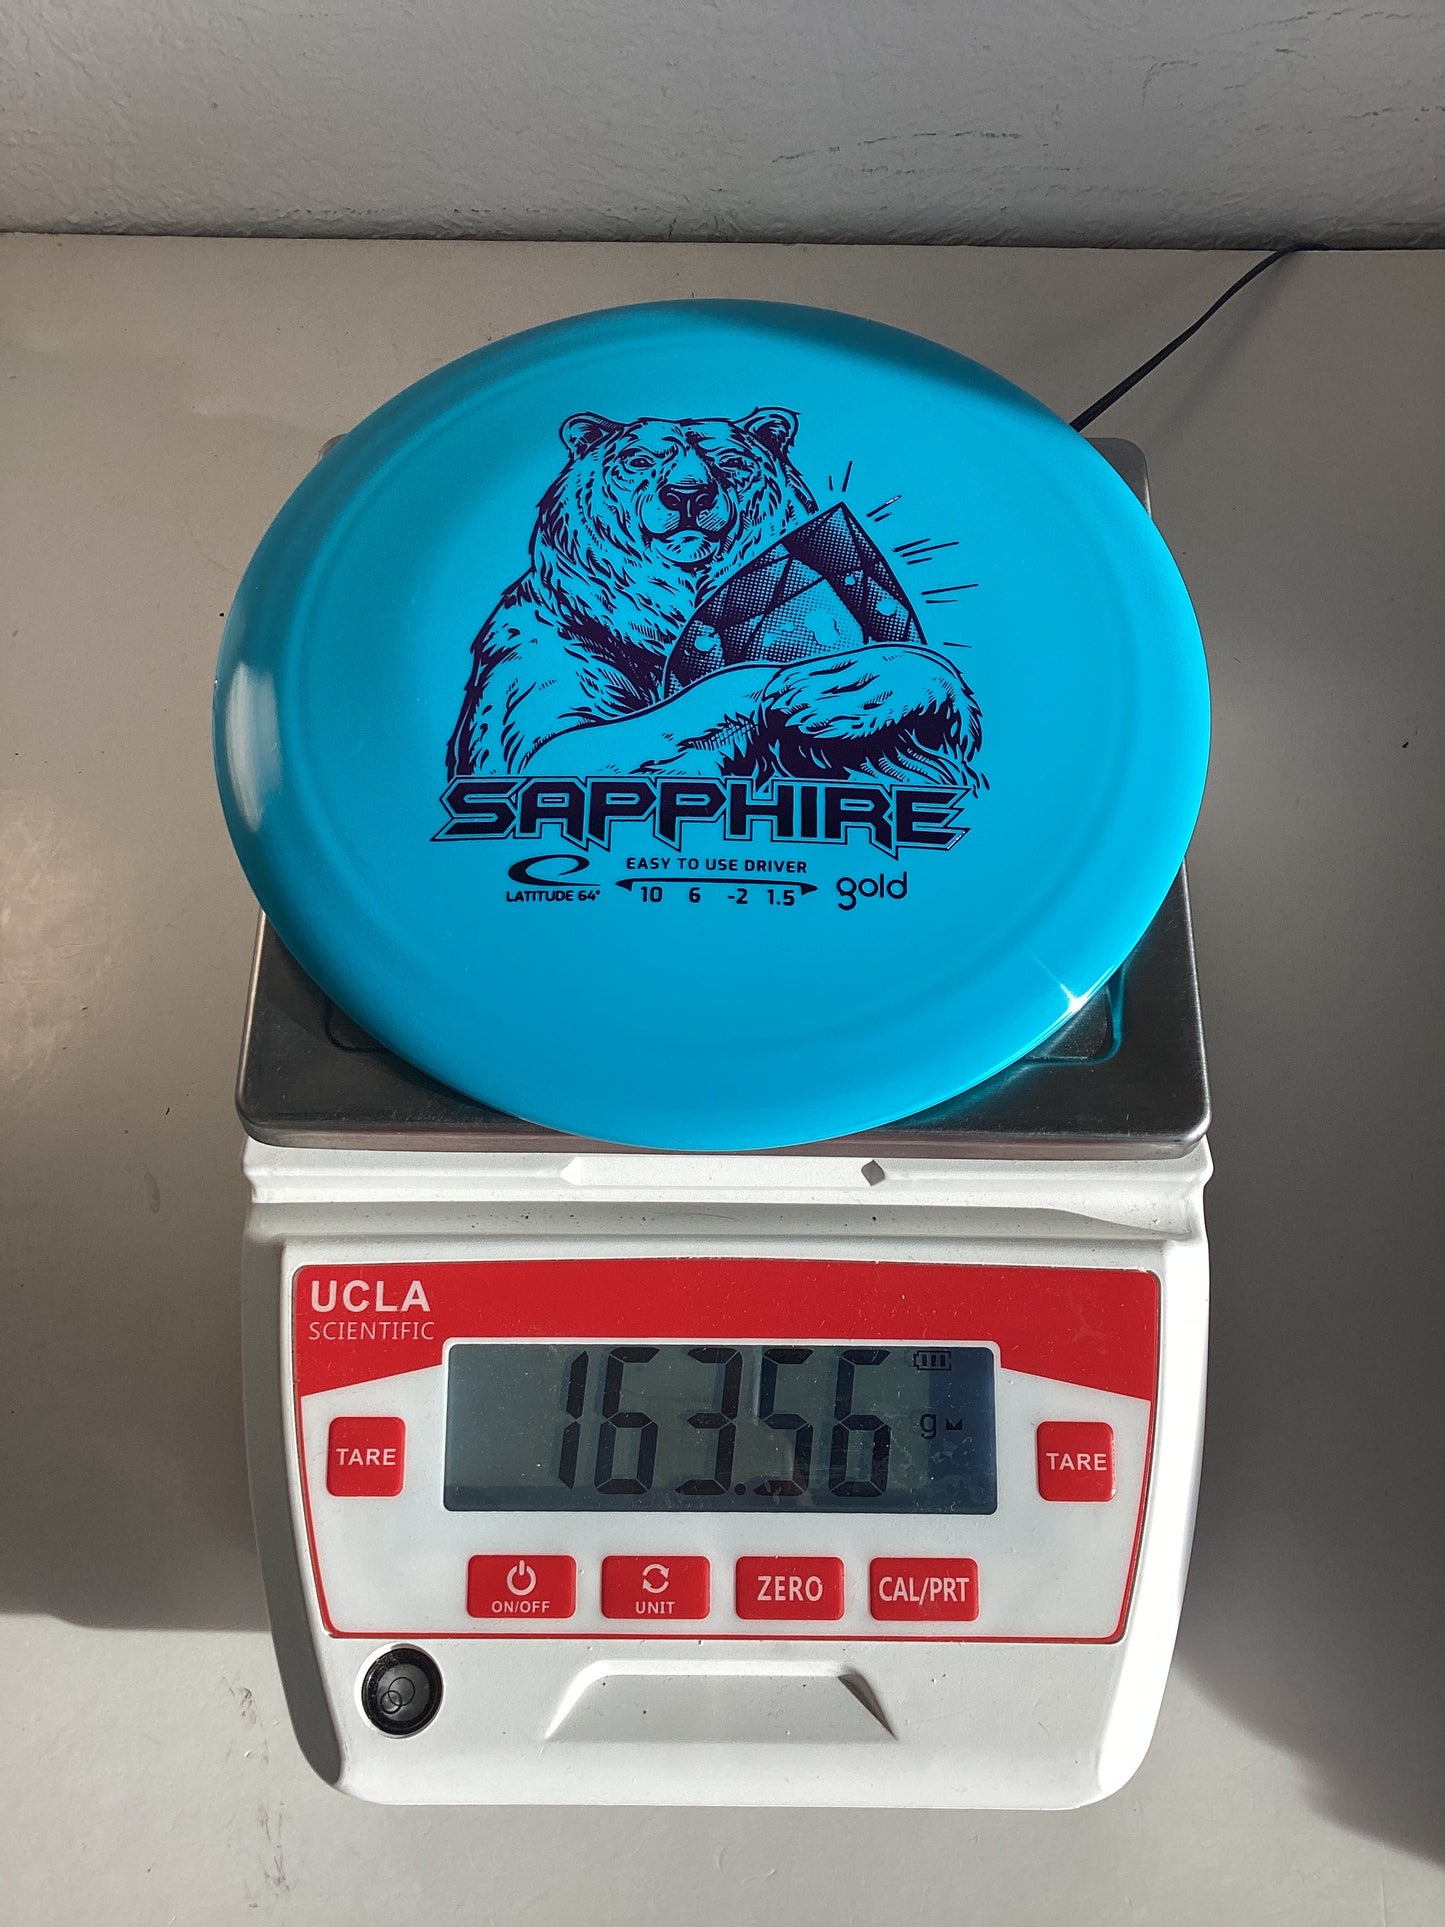 SAPPHIRE
EASY TO USE DRIVER
LATITUDE 64° 10 6 -2 1.5 gold
UCLA
SCIENTIFIC
163.56 g
TARE TARE
ON/OFF UNIT ZERO CAL/PRT